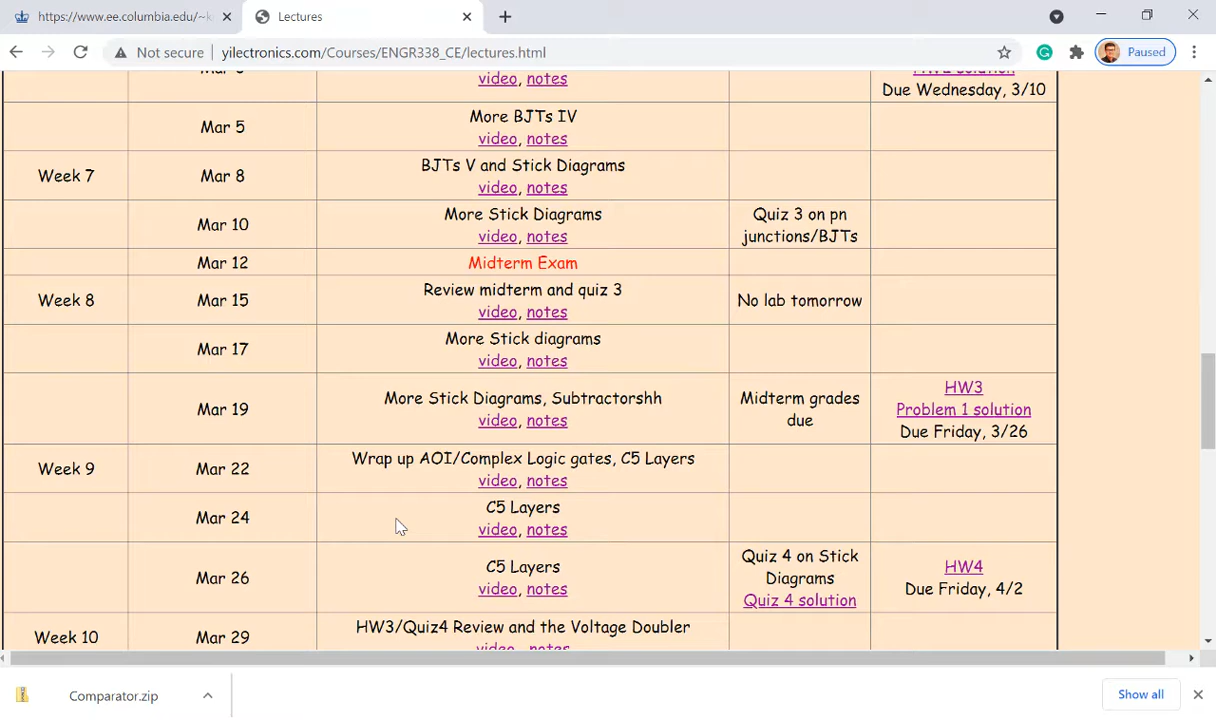 https://www.ee.columbia.edu/~k
Lectures
Not secure
yilectronics.com/Courses/ENGR338_CE/lectures.html
Paused
video, notes
HW2 solution
Due Wednesday, 3/10
Mar 5
More BJTs IV
video, notes
Week 7
Mar 8
BJTs V and Stick Diagrams
video, notes
Mar 10
More Stick Diagrams
video, notes
Quiz 3 on pn
junctions/BJTs
Mar 12
Midterm Exam
Week 8
Mar 15
Review midterm and quiz 3
video, notes
No lab tomorrow
Mar 17
More Stick diagrams
video, notes
Mar 19
More Stick Diagrams, Subtractorshh
video, notes
Midterm grades
due
HW3
Problem 1 solution
Due Friday, 3/26
Week 9
Mar 22
Wrap up AOI/Complex Logic gates, C5 Layers
video, notes
Mar 24
C5 Layers
video, notes
Mar 26
C5 Layers
video, notes
Quiz 4 on Stick
Diagrams
Quiz 4 solution
HW4
Due Friday, 4/2
Week 10
Mar 29
HW3/Quiz4 Review and the Voltage Doubler
video, notes
Comparator.zip
Show all